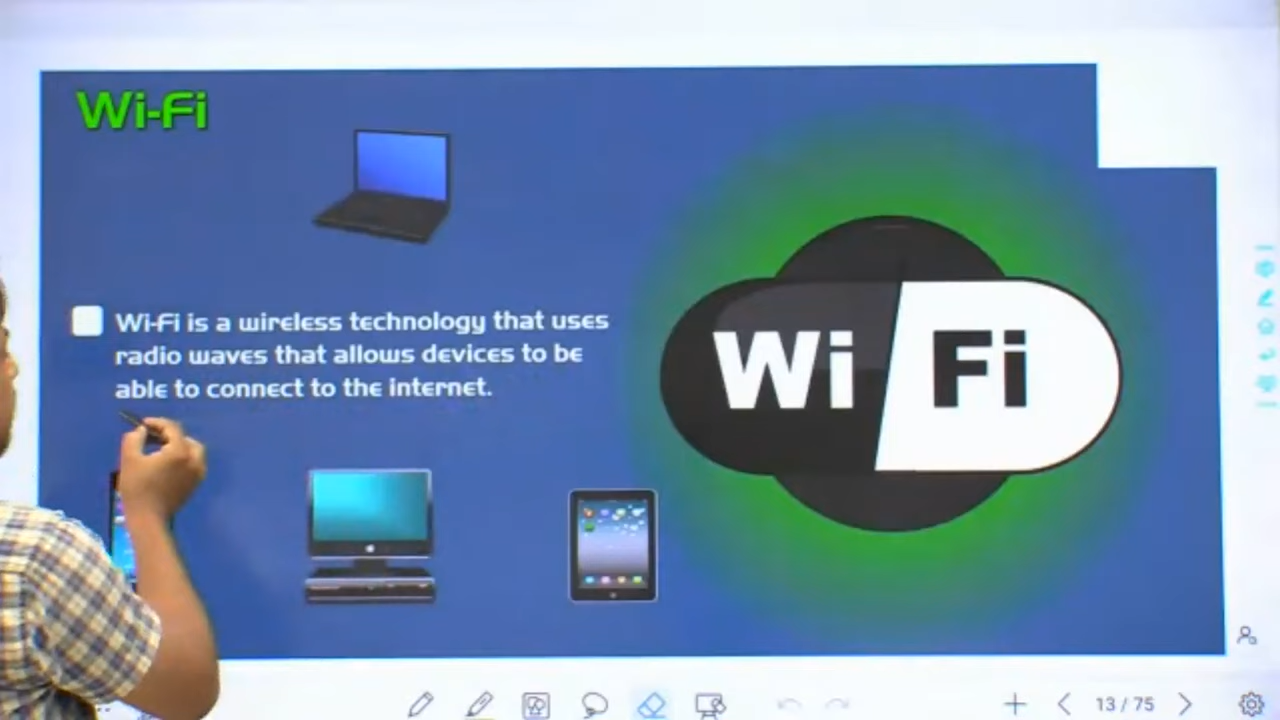 Wi-Fi
Wi-Fi is a wireless technology that uses
radio waves that allows devices to be
able to connect to the internet.
Wi Fi
13 / 75